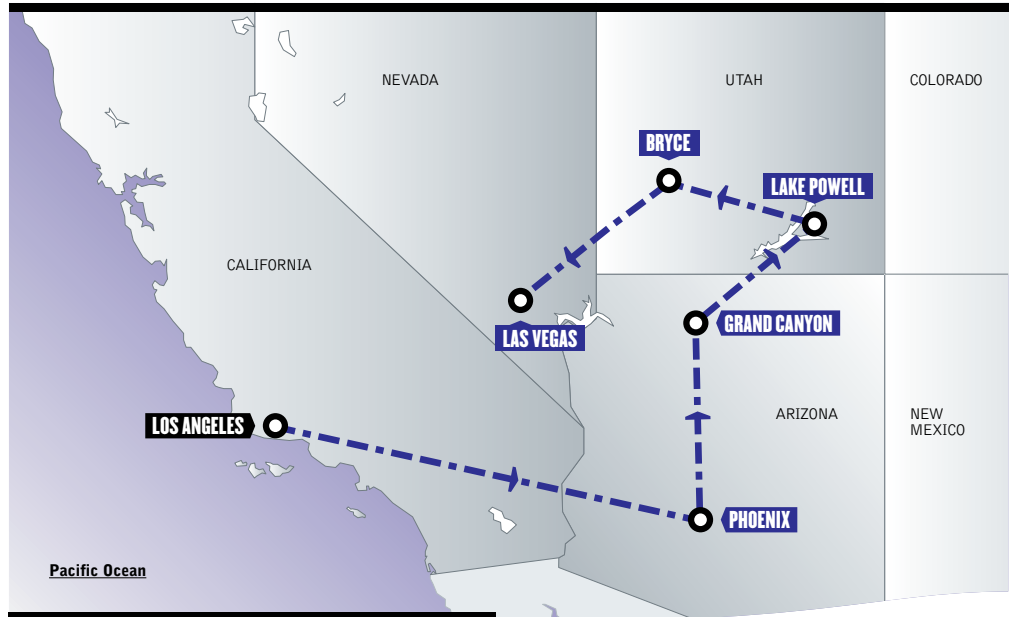 NEVADA
UTAH
COLORADO
BRYCE
LAKE POWELL
CALIFORNIA
LAS VEGAS
GRAND CANYON
LOS ANGELES
ARIZONA
NEW
MEXICO
PHOENIX
Pacific Ocean